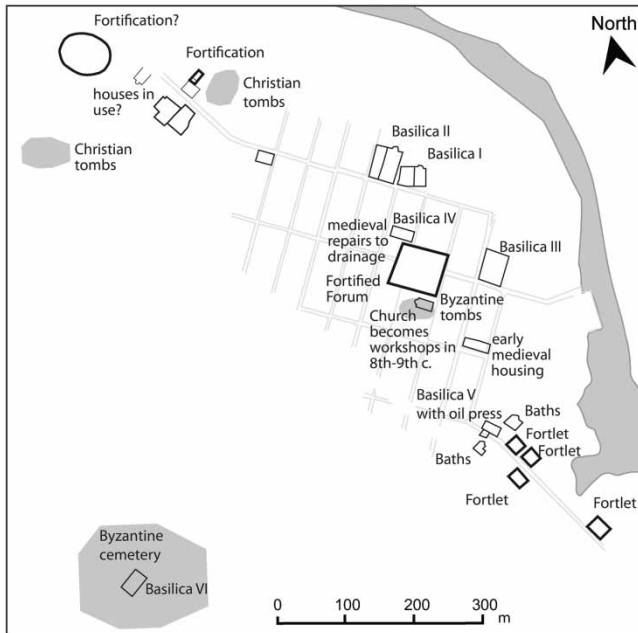 Fortification?
North
Fortification
Christian
tombs
houses in
use?
Christian
tombs
Basilica II
Basilica I
Basilica IV
medieval
repairs to
drainage
Basilica III
Fortified
Forum
Byzantine
tombs
Church
becomes
workshops in
8th-9th c.
early
medieval
housing
Basilica V
with oil press
Baths
Fortlet
Fortlet
Baths
Fortlet
Fortlet
Byzantine
cemetery
Basilica VI
0 100 200 300
m